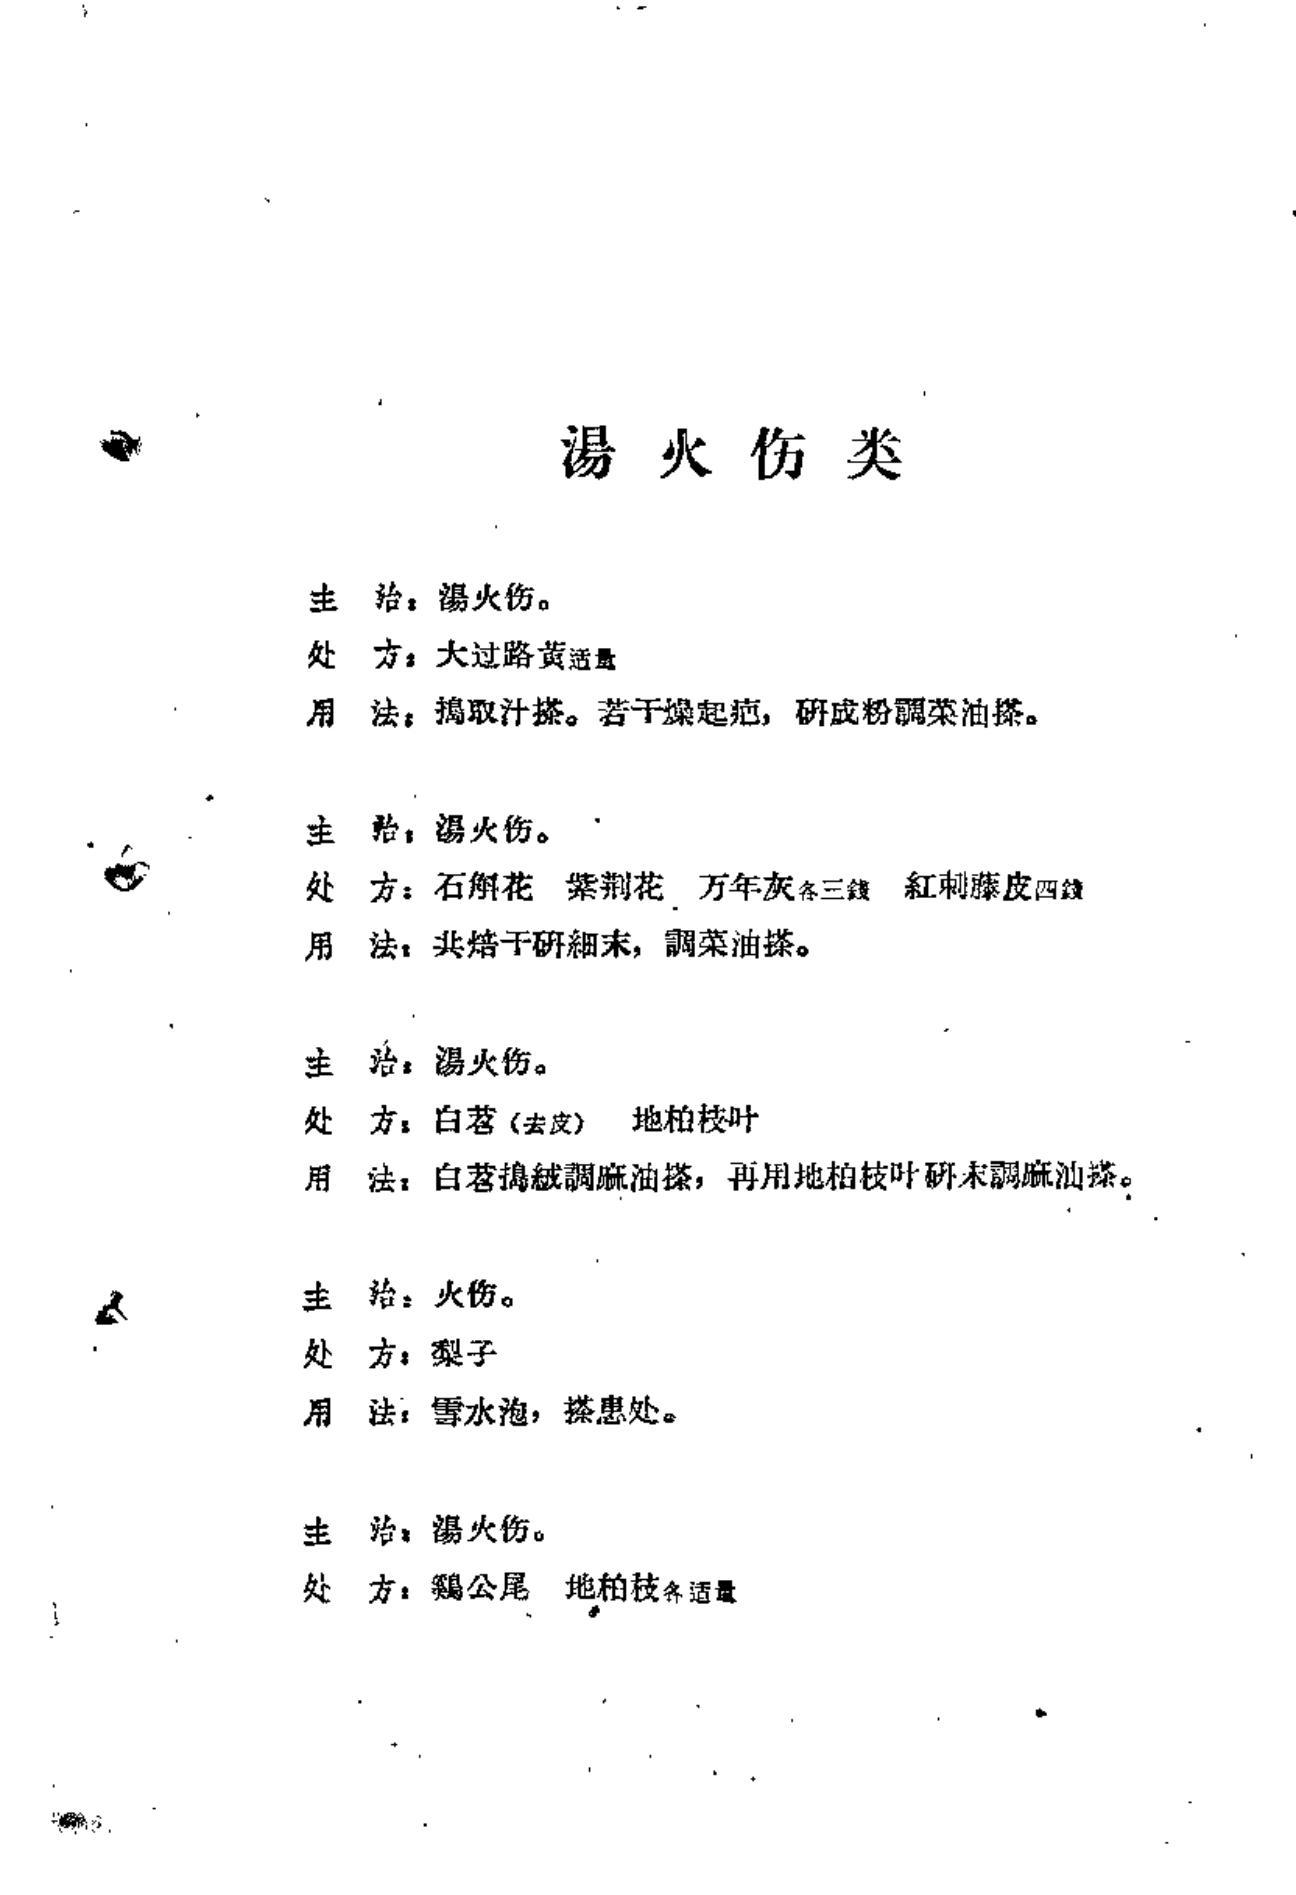 湯火伤类
主　治：湯火伤。
处　方：大过路黃适量
用　法：搗取汁搽。若干燥起疤，研成粉調菜油搽。
主　治：湯火伤。
处　方：石斛花　紫荆花　万年灰各三錢　紅刺藤皮四錢
用　法：共焙干研細末，調菜油搽。
主　治：湯火伤。
处　方：白苕（去皮）　地柏枝叶
用　法：白苕搗絨調麻油搽，再用地柏枝叶研末調麻油搽。
主　治：火伤。
处　方：梨子
用　法：雪水泡，搽患处。
主　治：湯火伤。
处　方：鷄公尾　地柏枝各适量